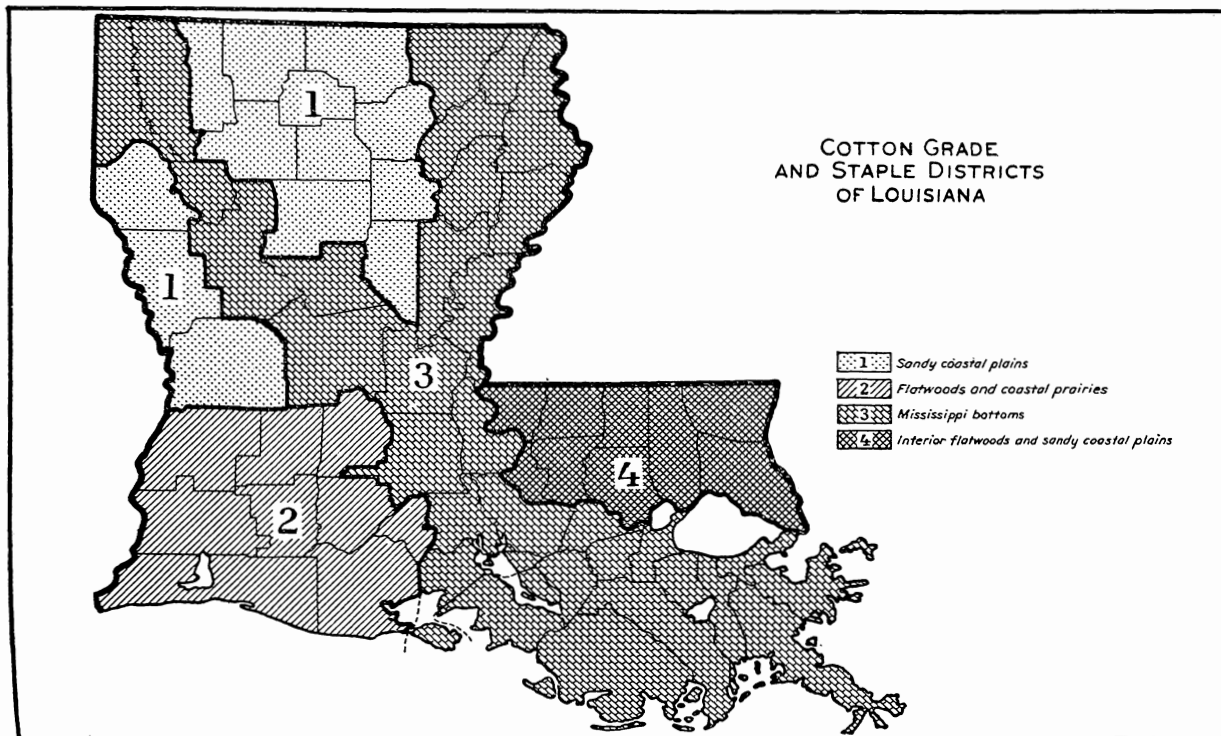 COTTON GRADE
AND STAPLE DISTRICTS
OF LOUISIANA
1
1
3
4
2
1 Sandy coastal plains
2 Flatwoods and coastal prairies
3 Mississippi bottoms
4 Interior flatwoods and sandy coastal plains